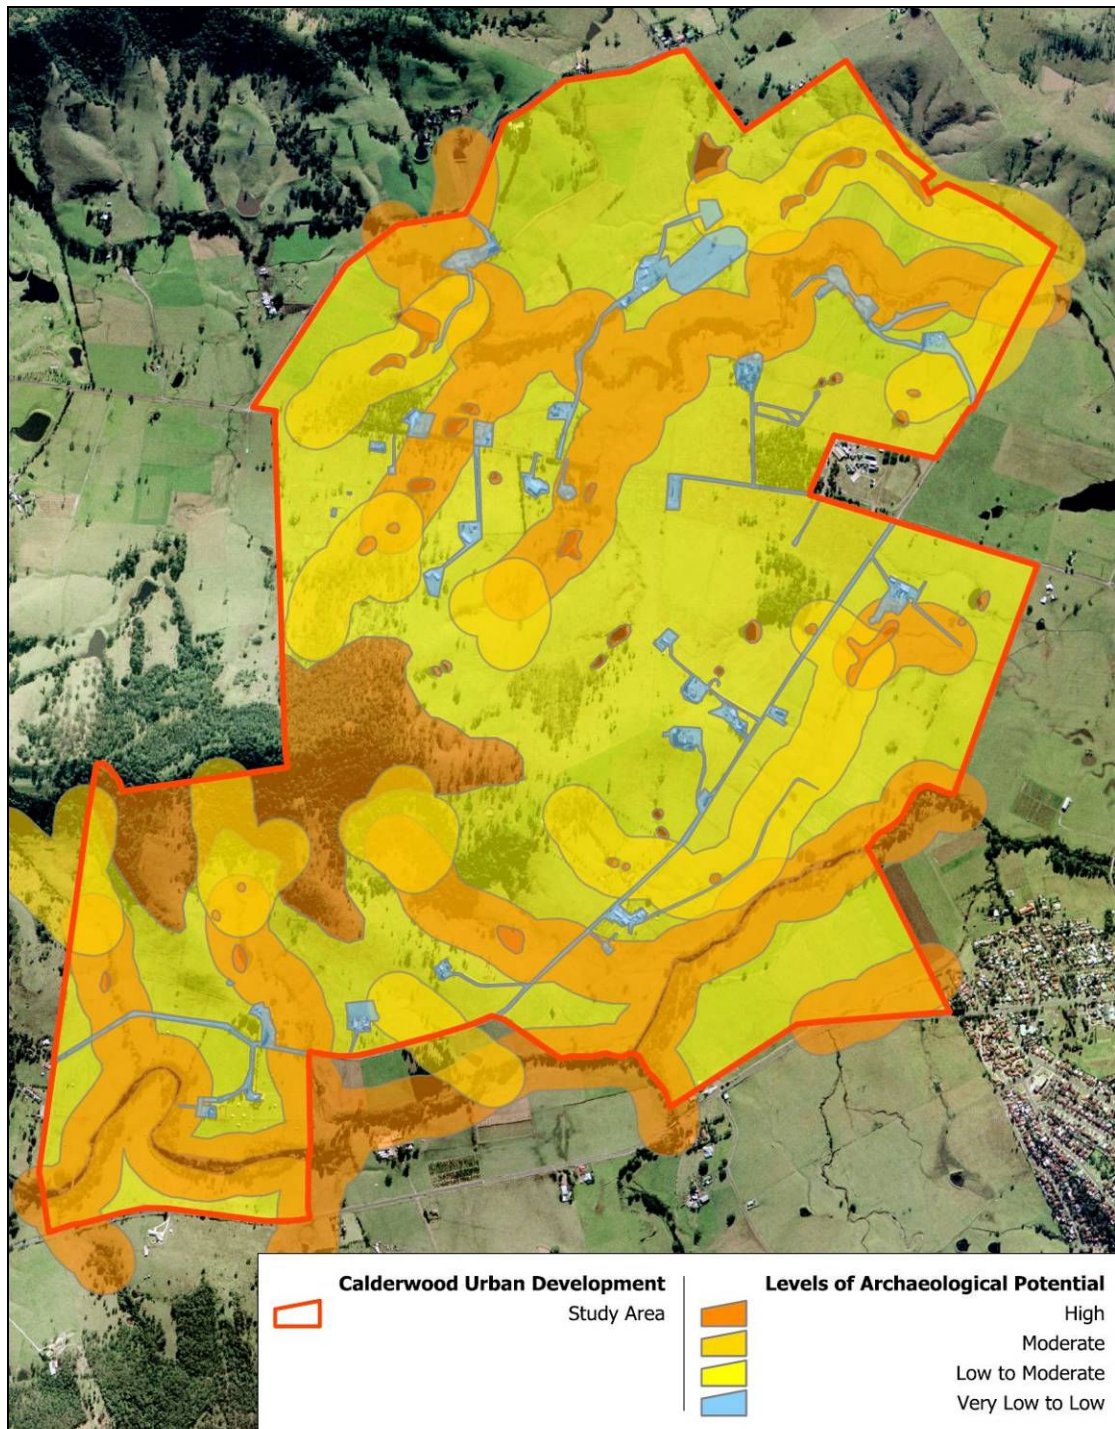 Calderwood Urban Development
Study Area
Levels of Archaeological Potential
High
Moderate
Low to Moderate
Very Low to Low